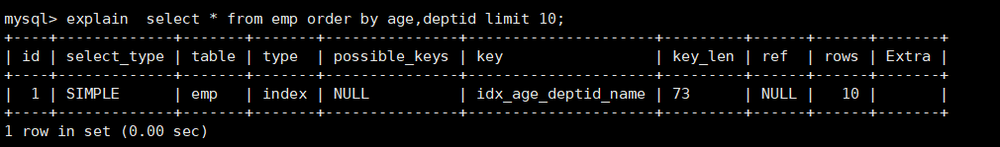 mysql> explain  select * from emp order by age,deptid limit 10;
+----+-------------+-------+-------+---------------+---------------------+---------+------+------+-------+
| id | select_type | table | type  | possible_keys | key                 | key_len | ref  | rows | Extra |
+----+-------------+-------+-------+---------------+---------------------+---------+------+------+-------+
|  1 | SIMPLE      | emp   | index | NULL          | idx_age_deptid_name | 73      | NULL |   10 |       |
+----+-------------+-------+-------+---------------+---------------------+---------+------+------+-------+
1 row in set (0.00 sec)